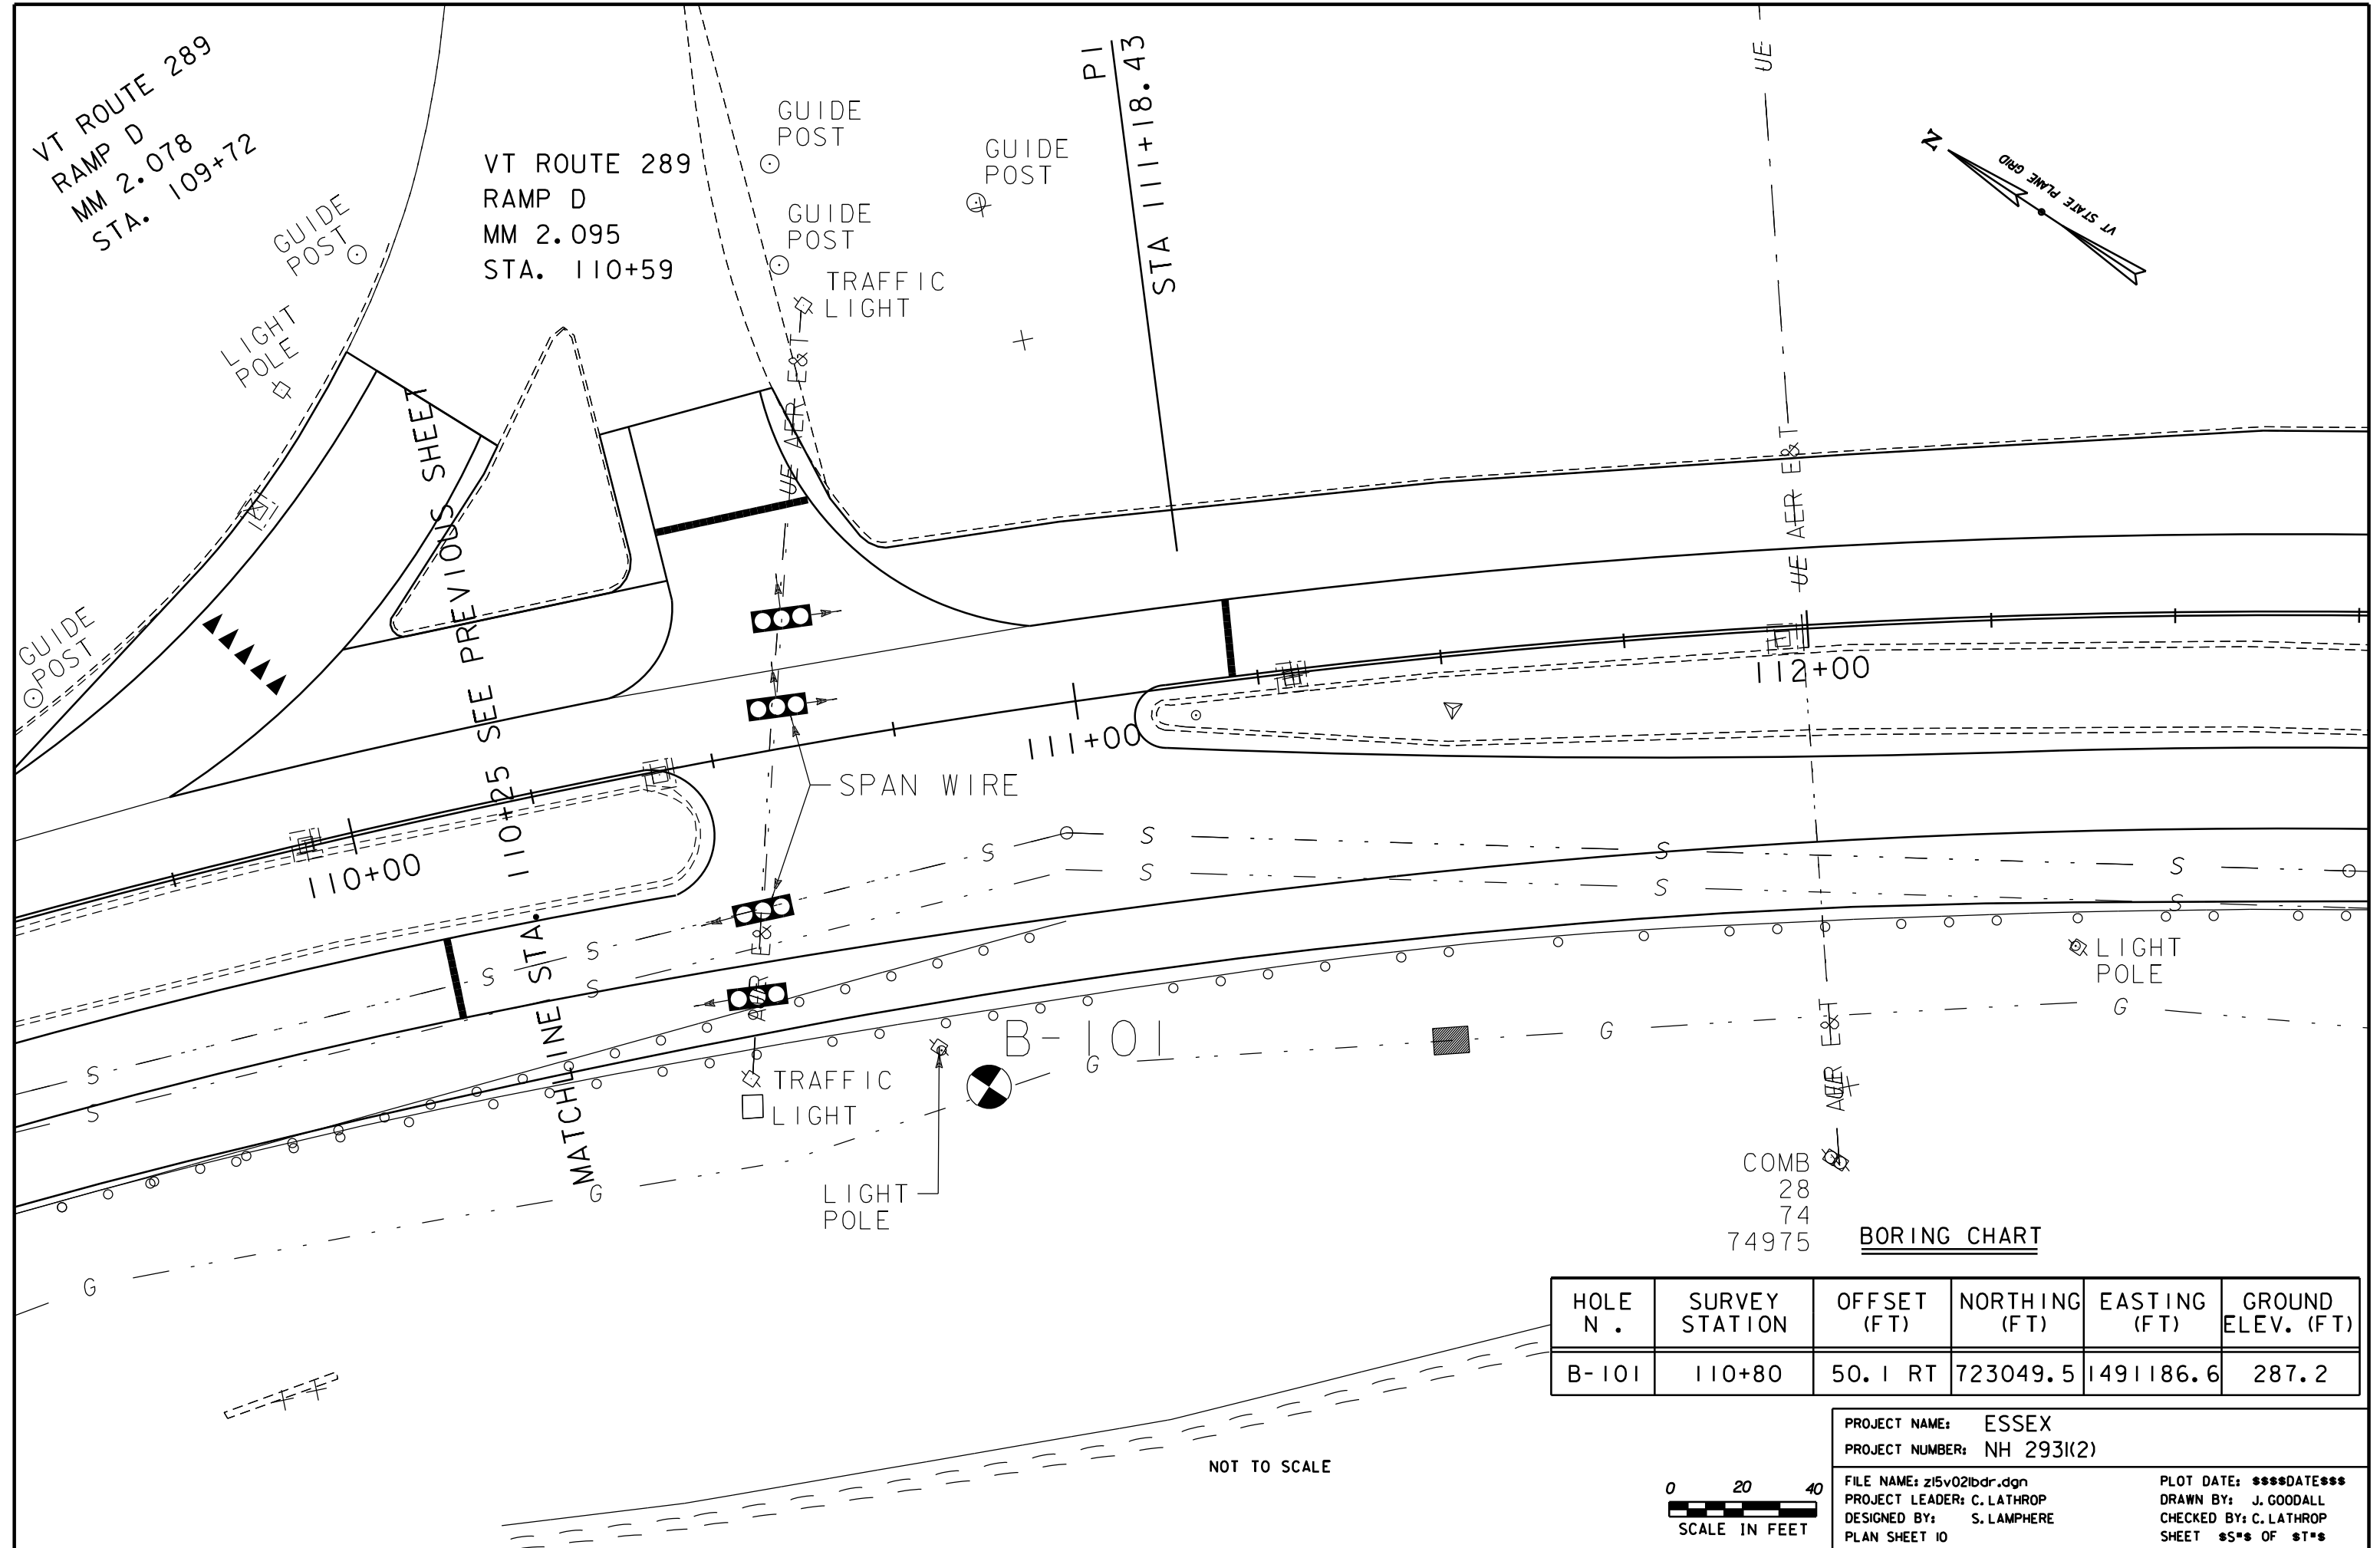 VT ROUTE 289
RAMP D
MM 2.078
STA. 109+72
GUIDE
POST
LIGHT
POLE
GUIDE
POST
VT ROUTE 289
RAMP D
MM 2.095
STA. 110+59
GUIDE
POST
GUIDE
POST
TRAFFIC
LIGHT
GUIDE
POST
PI
STA 111+18.43
UE
N
VT STATE PLANE GRID
UE AER E&T
UE AER E&T
MATCHLINE STA. 110+25 SEE PREVIOUS SHEET
110+00
111+00
112+00
SPAN WIRE
S
S
S
S
S
S
S
S
S
S
S
S
S
AER E&T
TRAFFIC
LIGHT
B-101
LIGHT
POLE
LIGHT
POLE
G
G
G
G
G
AER E&T
COMB
28
74
74975
BORING CHART
HOLE N . SURVEY STATION OFFSET (FT) NORTHING (FT) EASTING (FT) GROUND ELEV. (FT)
B-101 110+80 50.1 RT 723049.5 1491186.6 287.2
NOT TO SCALE
0 20 40
SCALE IN FEET
PROJECT NAME: ESSEX
PROJECT NUMBER: NH 2931(2)
FILE NAME: z15v021bdr.dgn PLOT DATE: $$$$DATE$$$
PROJECT LEADER: C. LATHROP DRAWN BY: J. GOODALL
DESIGNED BY: S. LAMPHERE CHECKED BY: C. LATHROP
PLAN SHEET 10 SHEET $S*$ OF $T*$